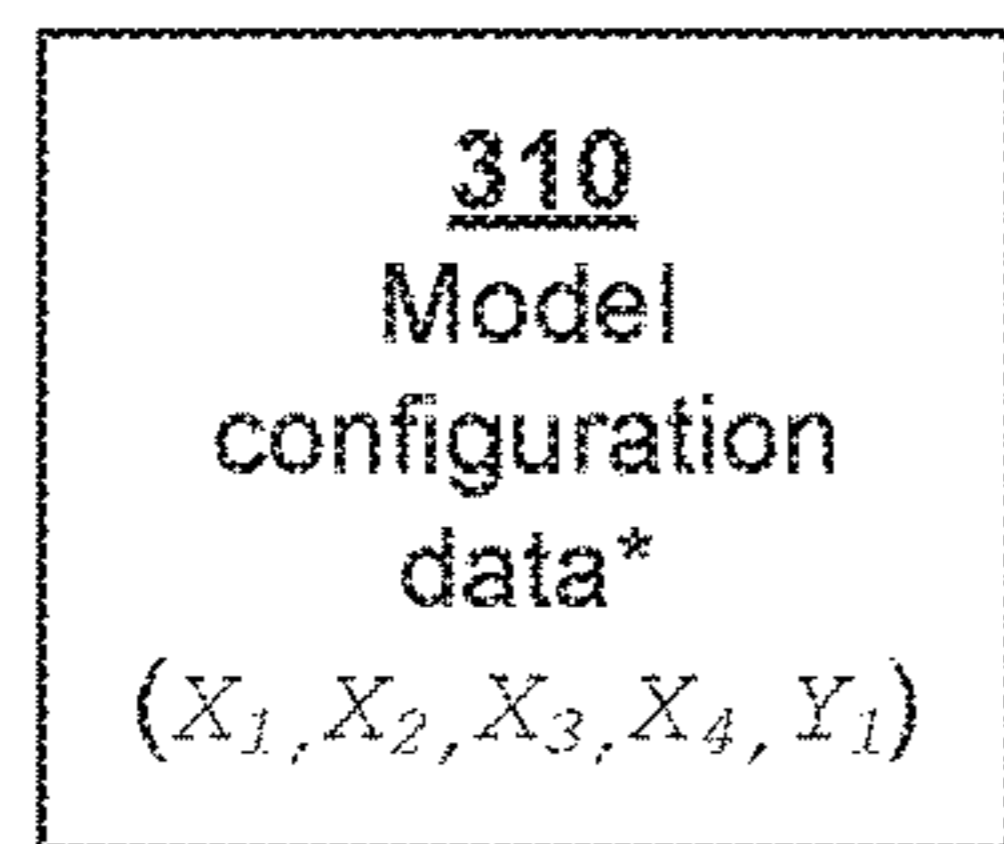 310
Model
configuration
data*
(X₁, X₂, X₃, X₄, Y₁)